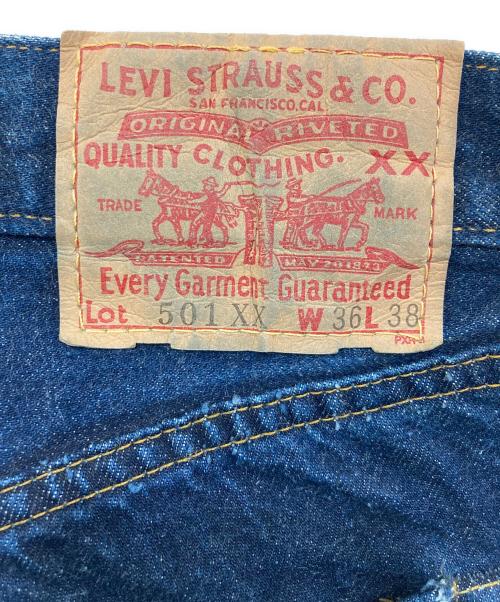 LEVI STRAUSS & CO.
SAN FRANCISCO, CAL.
ORIGINAL RIVETED
QUALITY CLOTHING. XX
TRADE MARK
PATENTED MAY 20 1873
Every Garment Guaranteed
Lot 501 XX W 36 L 38